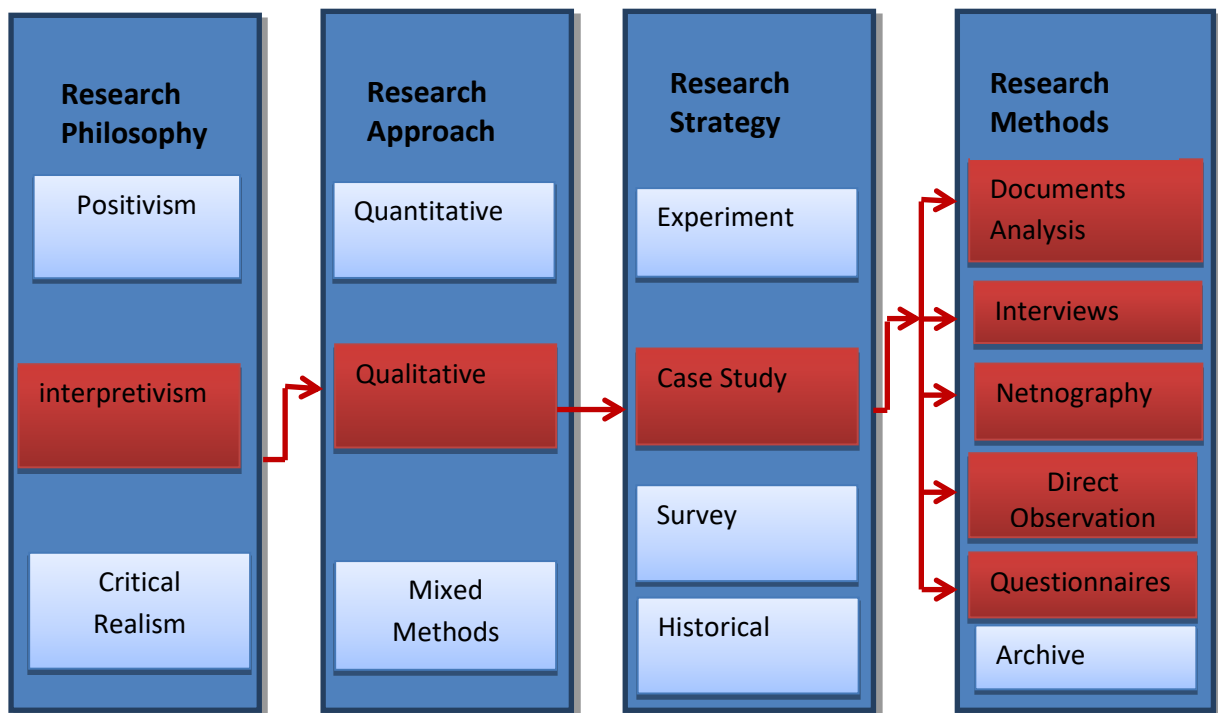 Research
Philosophy
Positivism
interpretivism
Critical
Realism
Research
Approach
Quantitative
Qualitative
Mixed
Methods
Research
Strategy
Experiment
Case Study
Survey
Historical
Research
Methods
Documents
Analysis
Interviews
Netnography
Direct
Observation
Questionnaires
Archive